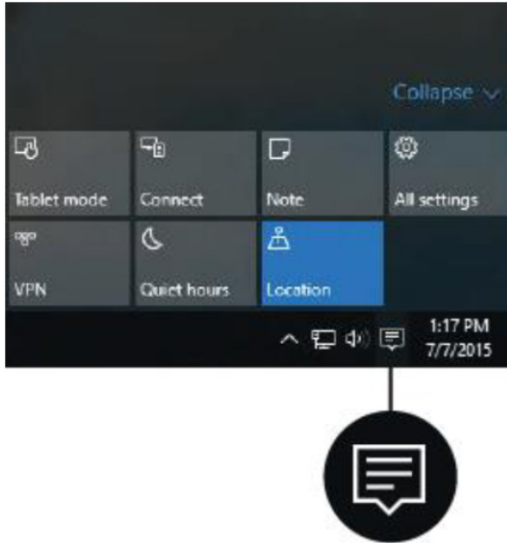 Collapse
Tablet mode Connect Note All settings
VPN Quiet hours Location
1:17 PM
7/7/2015